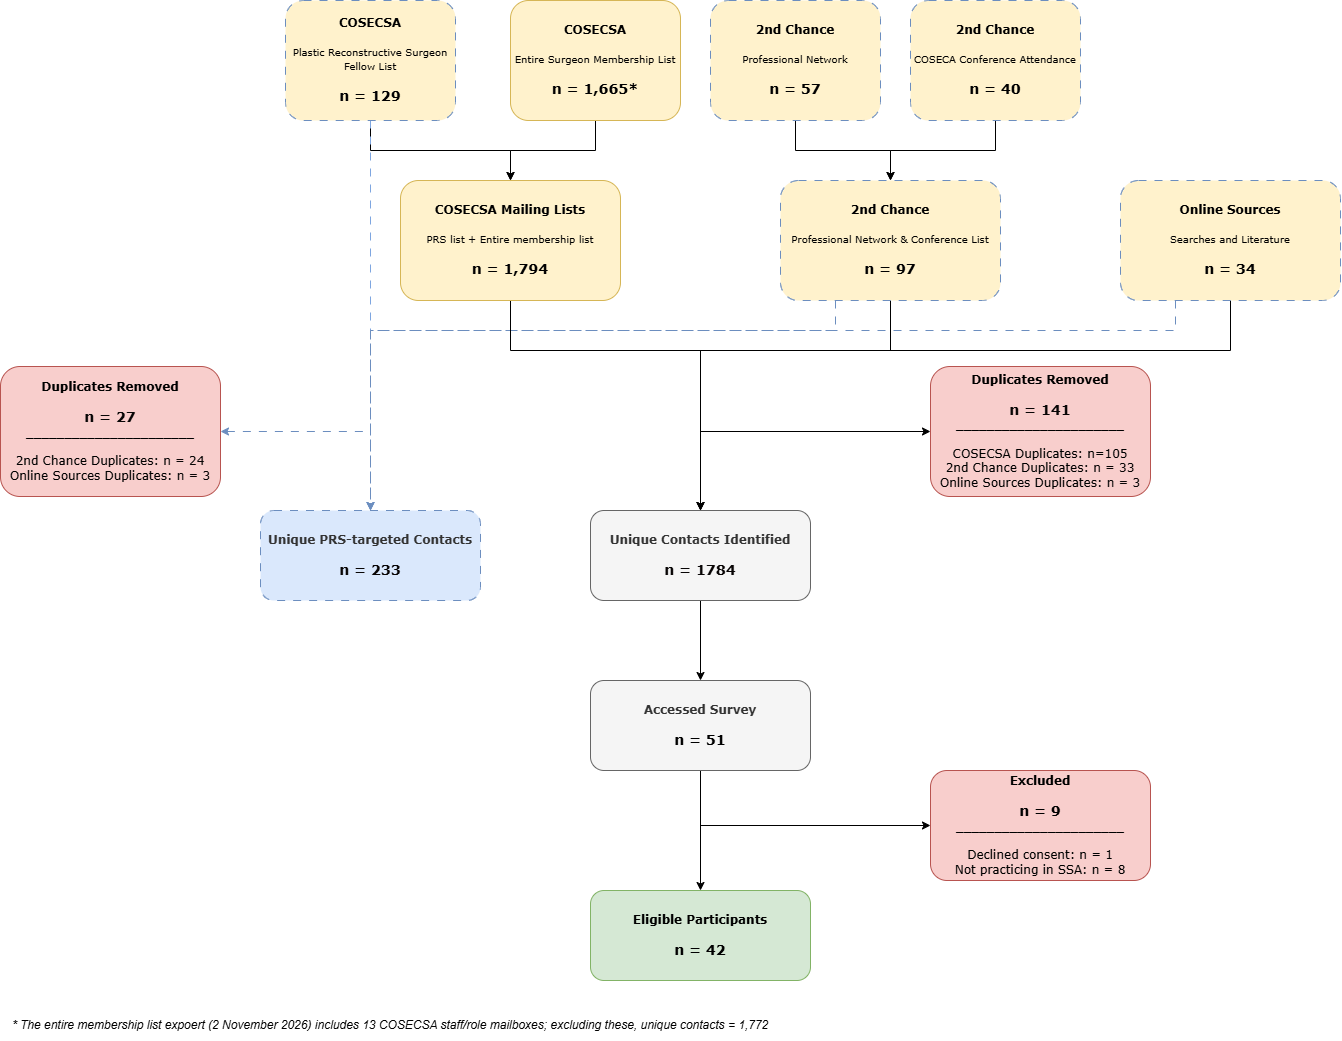 COSECSA
Plastic Reconstructive Surgeon
Fellow List
n = 129
COSECSA
Entire Surgeon Membership List
n = 1,665*
2nd Chance
Professional Network
n = 57
2nd Chance
COSECA Conference Attendance
n = 40
COSECSA Mailing Lists
PRS list + Entire membership list
n = 1,794
2nd Chance
Professional Network & Conference List
n = 97
Online Sources
Searches and Literature
n = 34
Duplicates Removed
n = 27
2nd Chance Duplicates: n = 24
Online Sources Duplicates: n = 3
Duplicates Removed
n = 141
COSECSA Duplicates: n=105
2nd Chance Duplicates: n = 33
Online Sources Duplicates: n = 3
Unique PRS-targeted Contacts
n = 233
Unique Contacts Identified
n = 1784
Accessed Survey
n = 51
Excluded
n = 9
Declined consent: n = 1
Not practicing in SSA: n = 8
Eligible Participants
n = 42
* The entire membership list expoert (2 November 2026) includes 13 COSECSA staff/role mailboxes; excluding these, unique contacts = 1,772